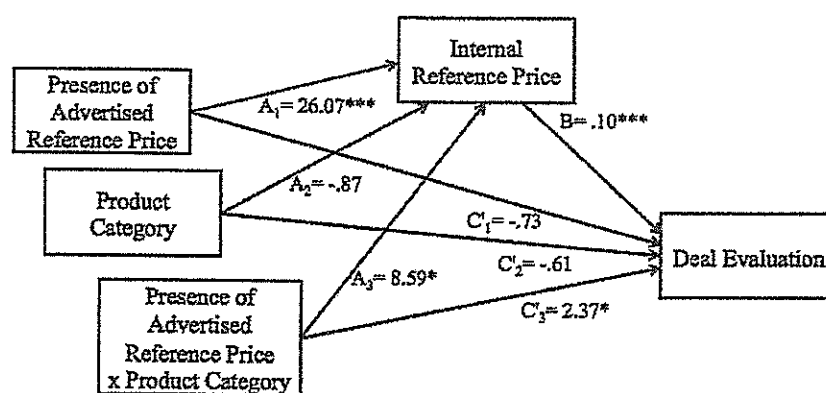 Internal
Reference Price
Presence of
Advertised
Reference Price
A₁= 26.07***
B= .10***
A₂= -.87
Product
Category
C'₁= -.73
C'₂= -.61
Deal Evaluation
A₃= 8.59*
C'₃= 2.37*
Presence of
Advertised
Reference Price
x Product Category